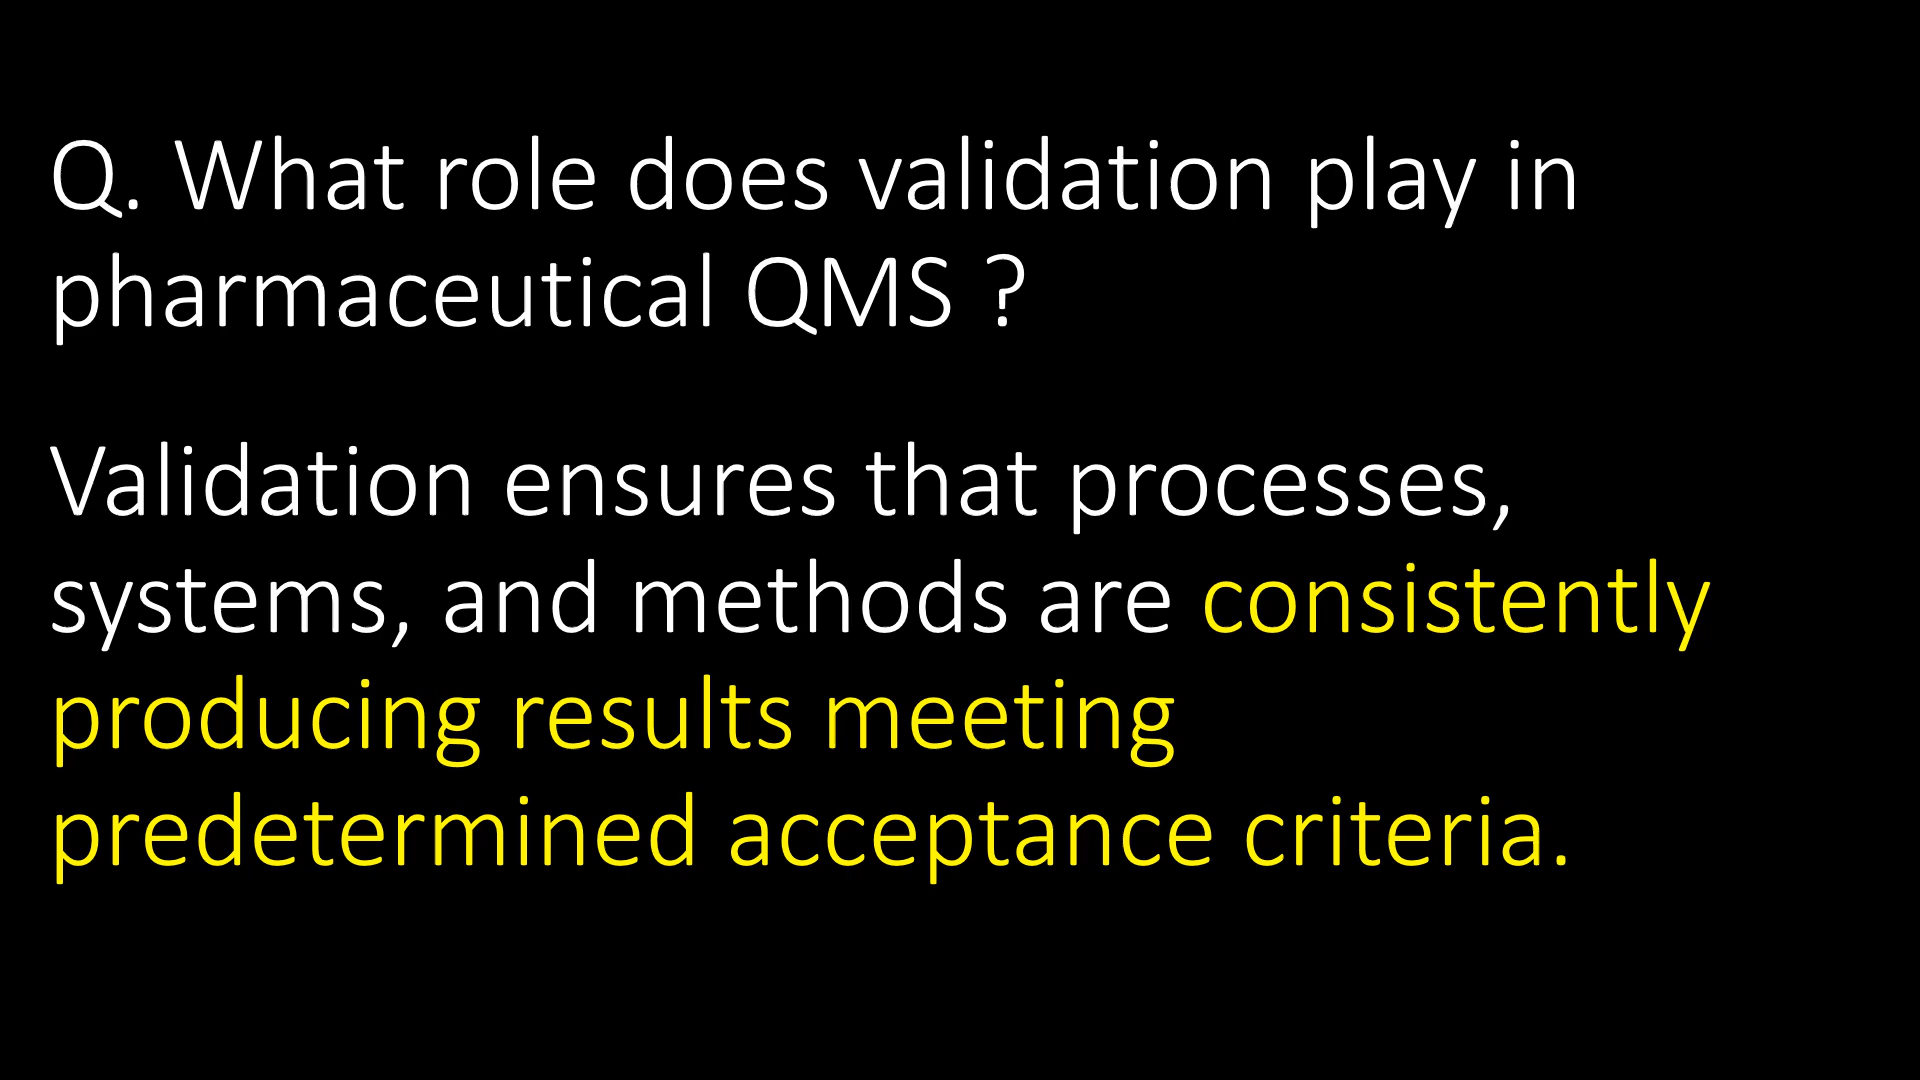 Q. What role does validation play in
pharmaceutical QMS ?
Validation ensures that processes,
systems, and methods are consistently
producing results meeting
predetermined acceptance criteria.